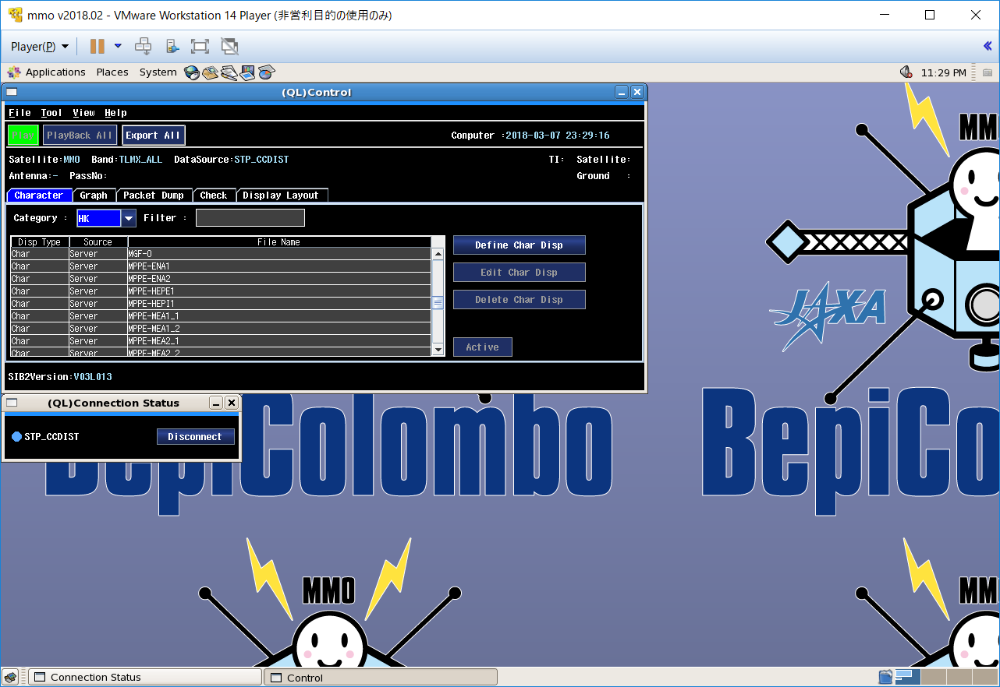 mmo v2018.02 - VMware Workstation 14 Player (非営利目的の使用のみ)
Player(P)
Applications Places System 11:29 PM
(QL)Control
File Tool View Help
Play PlayBack All Export All Computer :2018-03-07 23:29:16
Satellite:MMO Band:TLMX_ALL DataSource:STP_CCDIST TI: Satellite:
Antenna:- PassNo: Ground :
Character Graph Packet Dump Check Display Layout
Category : HK Filter :
Disp Type Source File Name
Char Server MGF-O
Char Server MPPE-ENA1
Char Server MPPE-ENA2
Char Server MPPE-HEPE1
Char Server MPPE-HEPI1
Char Server MPPE-MEA1_1
Char Server MPPE-MEA1_2
Char Server MPPE-MEA2_1
Char Server MPPE-MEA2_2
Define Char Disp
Edit Char Disp
Delete Char Disp
Active
SIB2Version:V03L013
(QL)Connection Status
STP_CCDIST Disconnect
MM
JAXA
BepiColombo
BepiCo
MMO
MM
Connection Status Control